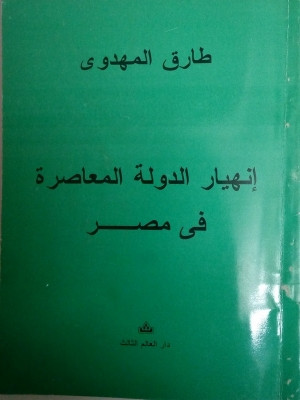 طارق المهدوى
إنهيار الدولة المعاصرة
فى مصـــر
دار العالم الثالث